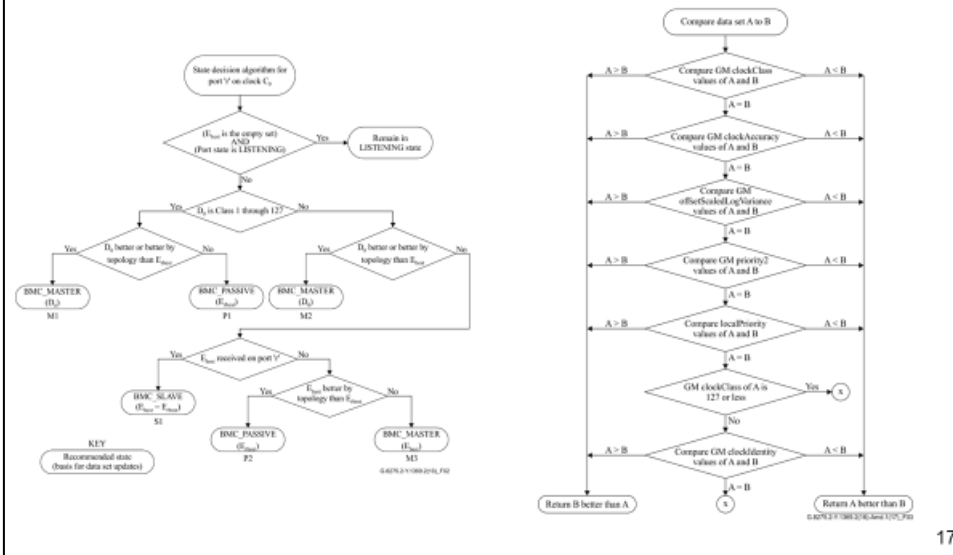 State decision algorithm for
port 'r' on clock C0
(Ebest is the empty set)
AND
(Port state is LISTENING)
Yes
Remain in
LISTENING state
No
Yes
D0 is Class 1 through 127
No
Yes
D0 better or better by
topology than Erbest
No
Yes
D0 better or better by
topology than Ebest
No
BMC_MASTER
(D0)
M1
BMC_PASSIVE
(Erbest)
P1
BMC_MASTER
(D0)
M2
Yes
Ebest received on port 'r'
No
BMC_SLAVE
(Ebest = Erbest)
S1
Yes
Ebest better by
topology than Erbest
No
BMC_PASSIVE
(Erbest)
P2
BMC_MASTER
(Ebest)
M3
KEY
Recommended state
(basis for data set updates)
Compare data set A to B
A > B
Compare GM clockClass
values of A and B
A < B
A = B
Compare GM clockAccuracy
values of A and B
A = B
A > B
Compare GM
offsetScaledLogVariance
values of A and B
A = B
A > B
Compare GM priority2
values of A and B
A < B
A = B
A > B
Compare localPriority
values of A and B
A < B
A = B
GM clockClass of A is
127 or less
Yes
x
No
A > B
Compare GM clockIdentity
values of A and B
A < B
A = B
Return B better than A
x
Return A better than B
17